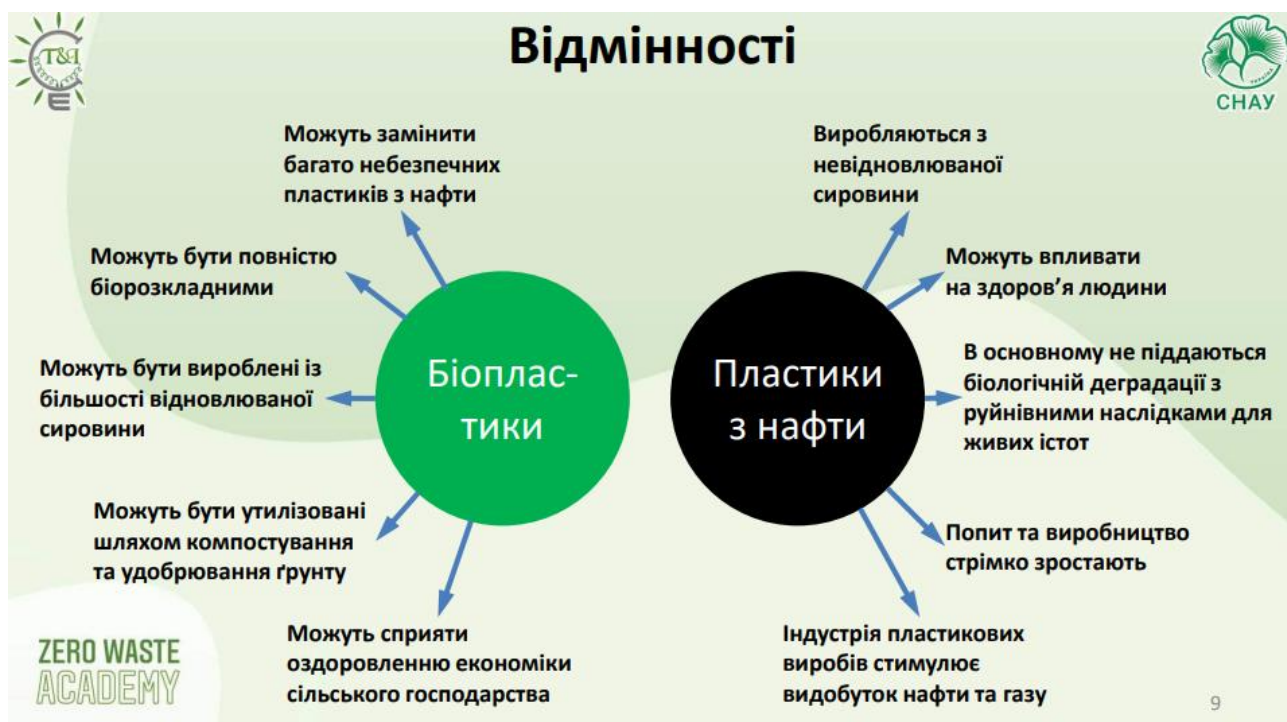 Відмінності
T&Я
УКРАЇНА
СНАУ
Можуть замінити
багато небезпечних
пластиків з нафти
Можуть бути повністю
біорозкладними
Можуть бути вироблені із
більшості відновлюваної
сировини
Можуть бути утилізовані
шляхом компостування
та удобрювання ґрунту
Можуть сприяти
оздоровленню економіки
сільського господарства
Біоплас-
тики
Пластики
з нафти
Виробляються з
невідновлюваної
сировини
Можуть впливати
на здоров’я людини
В основному не піддаються
біологічній деградації з
руйнівними наслідками для
живих істот
Попит та виробництво
стрімко зростають
Індустрія пластикових
виробів стимулює
видобуток нафти та газу
ZERO WASTE
ACADEMY
9